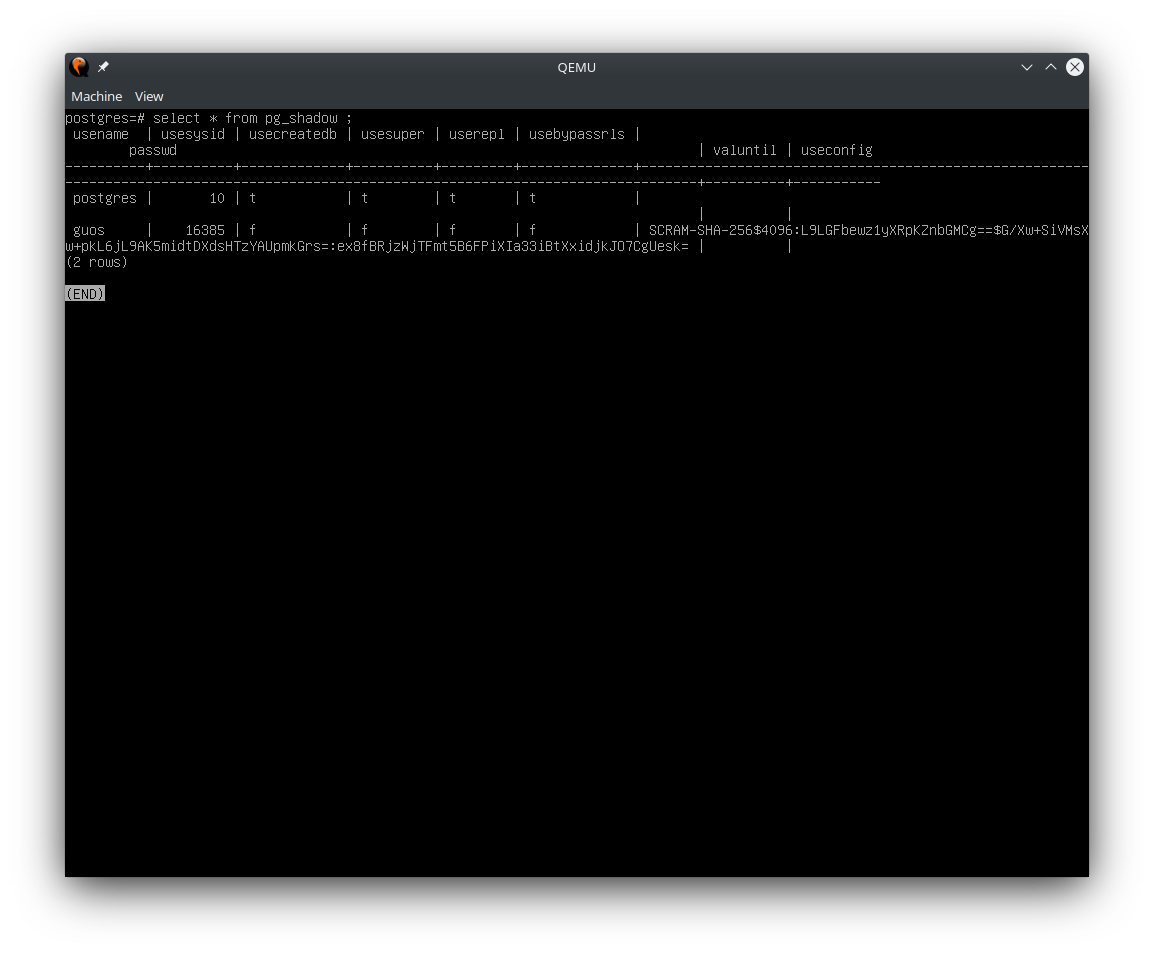 QEMU
Machine View
postgres=# select * from pg_shadow ;
 usename  | usesysid | usecreatedb | usesuper | userepl | usebypassrls |
        passwd                                                                 | valuntil | useconfig
----------+----------+-------------+----------+---------+--------------+--------------------------------------------------------
-------------------------------------------------------------------------------+----------+-----------
 postgres |       10 | t           | t        | t       | t            |
                                                                               |          |
 guos     |    16385 | f           | f        | f       | f            | SCRAM-SHA-256$4096:L9LGFbewz1yXRpKZnbGMCg==$G/Xw+SiVMsX
w+pkL6jL9AK5midtDXdsHTzYAUpmkGrs=:ex8fBRjzWjTFmt5B6FPiXIa33iBtXxidjkJO7CgUesk= |          |
(2 rows)
(END)